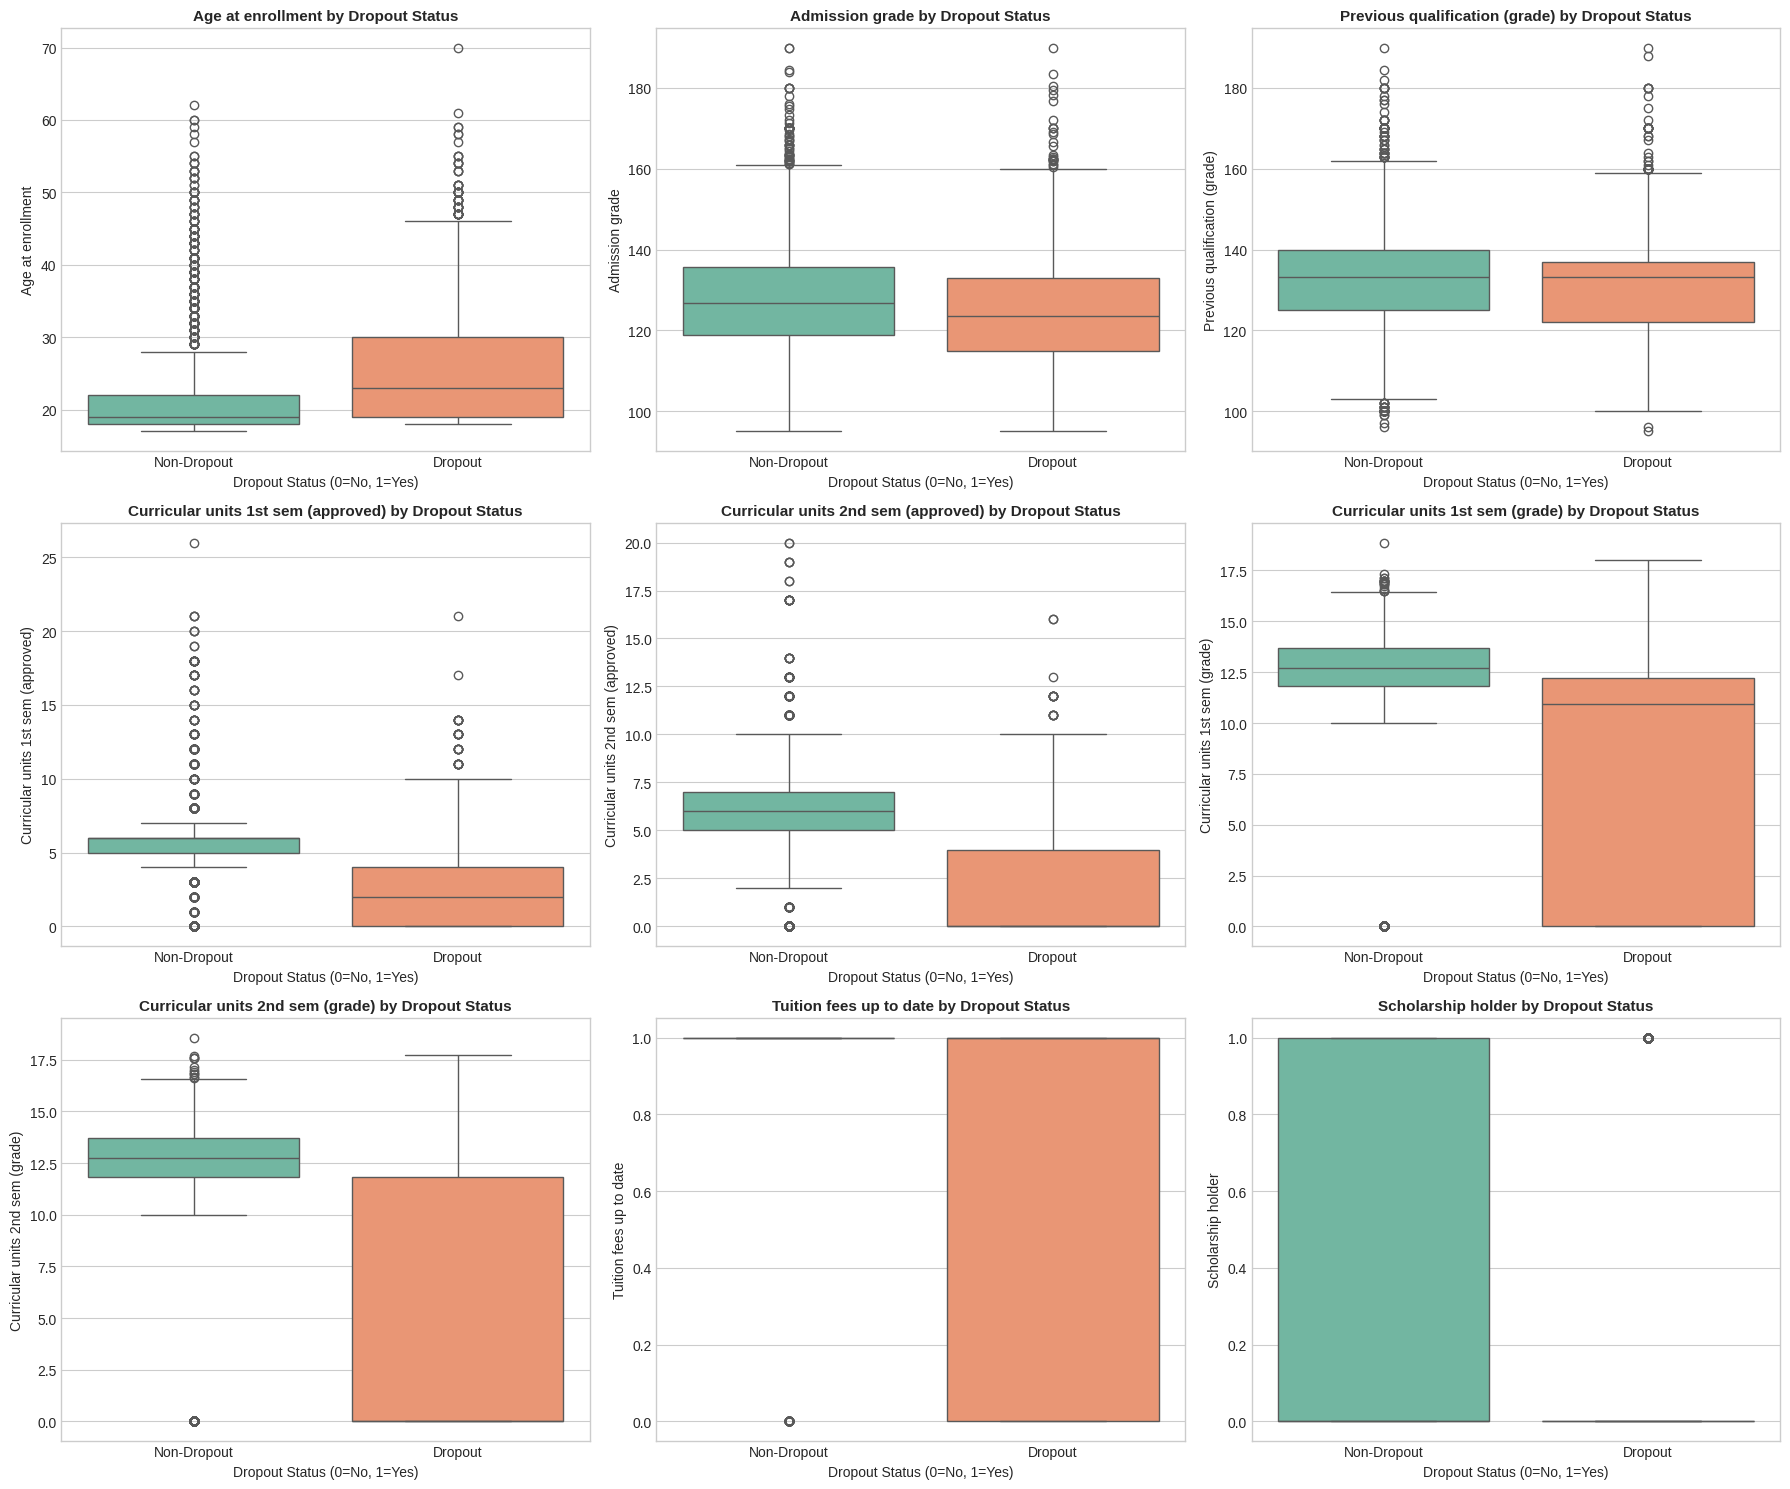 Age at enrollment by Dropout Status
Age at enrollment
70
60
50
40
30
20
Non-Dropout
Dropout
Dropout Status (0=No, 1=Yes)
Admission grade by Dropout Status
Admission grade
180
160
140
120
100
Non-Dropout
Dropout
Dropout Status (0=No, 1=Yes)
Previous qualification (grade) by Dropout Status
Previous qualification (grade)
180
160
140
120
100
Non-Dropout
Dropout
Dropout Status (0=No, 1=Yes)
Curricular units 1st sem (approved) by Dropout Status
Curricular units 1st sem (approved)
25
20
15
10
5
0
Non-Dropout
Dropout
Dropout Status (0=No, 1=Yes)
Curricular units 2nd sem (approved) by Dropout Status
Curricular units 2nd sem (approved)
20.0
17.5
15.0
12.5
10.0
7.5
5.0
2.5
0.0
Non-Dropout
Dropout
Dropout Status (0=No, 1=Yes)
Curricular units 1st sem (grade) by Dropout Status
Curricular units 1st sem (grade)
17.5
15.0
12.5
10.0
7.5
5.0
2.5
0.0
Non-Dropout
Dropout
Dropout Status (0=No, 1=Yes)
Curricular units 2nd sem (grade) by Dropout Status
Curricular units 2nd sem (grade)
17.5
15.0
12.5
10.0
7.5
5.0
2.5
0.0
Non-Dropout
Dropout
Dropout Status (0=No, 1=Yes)
Tuition fees up to date by Dropout Status
Tuition fees up to date
1.0
0.8
0.6
0.4
0.2
0.0
Non-Dropout
Dropout
Dropout Status (0=No, 1=Yes)
Scholarship holder by Dropout Status
Scholarship holder
1.0
0.8
0.6
0.4
0.2
0.0
Non-Dropout
Dropout
Dropout Status (0=No, 1=Yes)